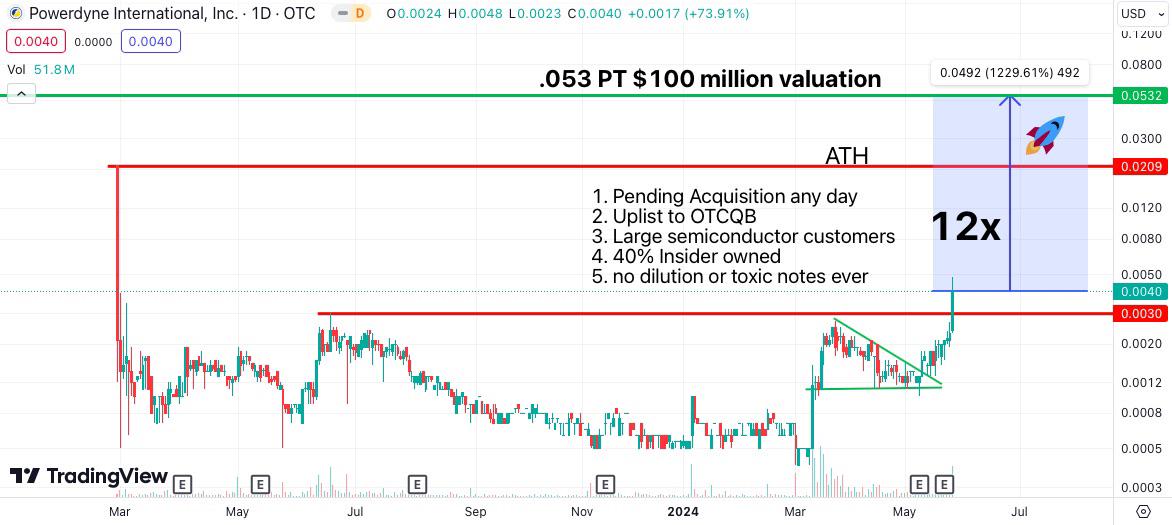 Powerdyne International, Inc. · 1D · OTC D O0.0024 H0.0048 L0.0023 C0.0040 +0.0017 (+73.91%)
USD
0.0040 0.0000 0.0040
0.1200
Vol 51.8M
0.0800
.053 PT $100 million valuation
0.0492 (1229.61%) 492
0.0532
0.0300
ATH
0.0209
1. Pending Acquisition any day
2. Uplist to OTCQB
3. Large semiconductor customers
4. 40% Insider owned
5. no dilution or toxic notes ever
12x
0.0120
0.0080
0.0050
0.0040
0.0030
0.0020
0.0012
0.0008
0.0005
0.0003
TradingView
E E E E E E
Mar May Jul Sep Nov 2024 Mar May Jul